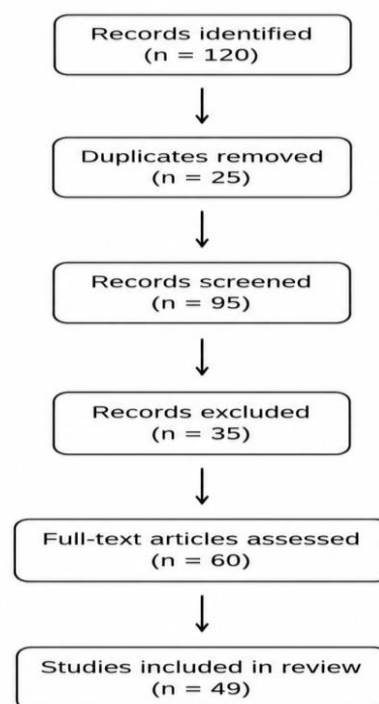 Records identified
(n = 120)
Duplicates removed
(n = 25)
Records screened
(n = 95)
Records excluded
(n = 35)
Full-text articles assessed
(n = 60)
Studies included in review
(n = 49)